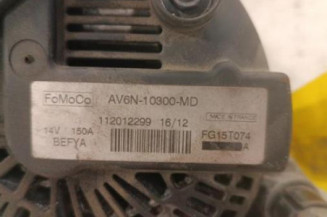 FoMoCo AV6N-10300-MD
112012299 16/12
14V 150A
BEFYA
FG15T074
A